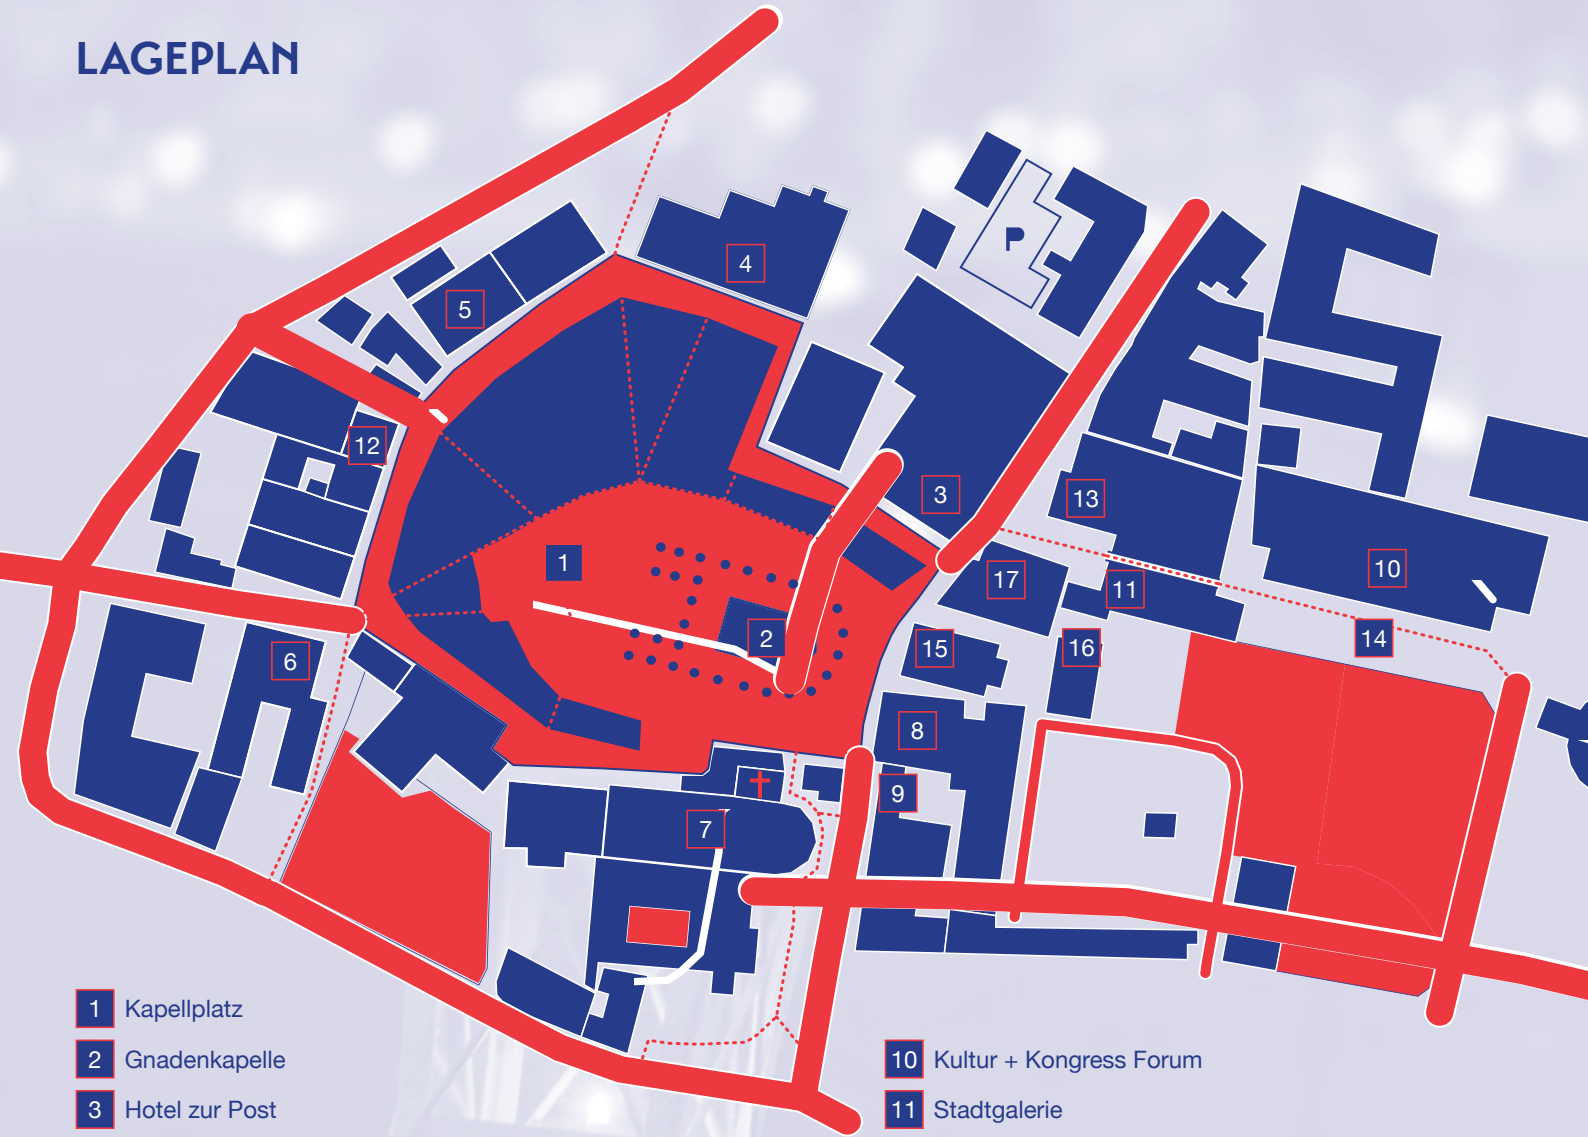 LAGEPLAN
P
4
5
12
3
13
1
10
17
11
2
14
15
16
6
8
9
7
1 Kapellplatz
2 Gnadenkapelle
3 Hotel zur Post
10 Kultur + Kongress Forum
11 Stadtgalerie